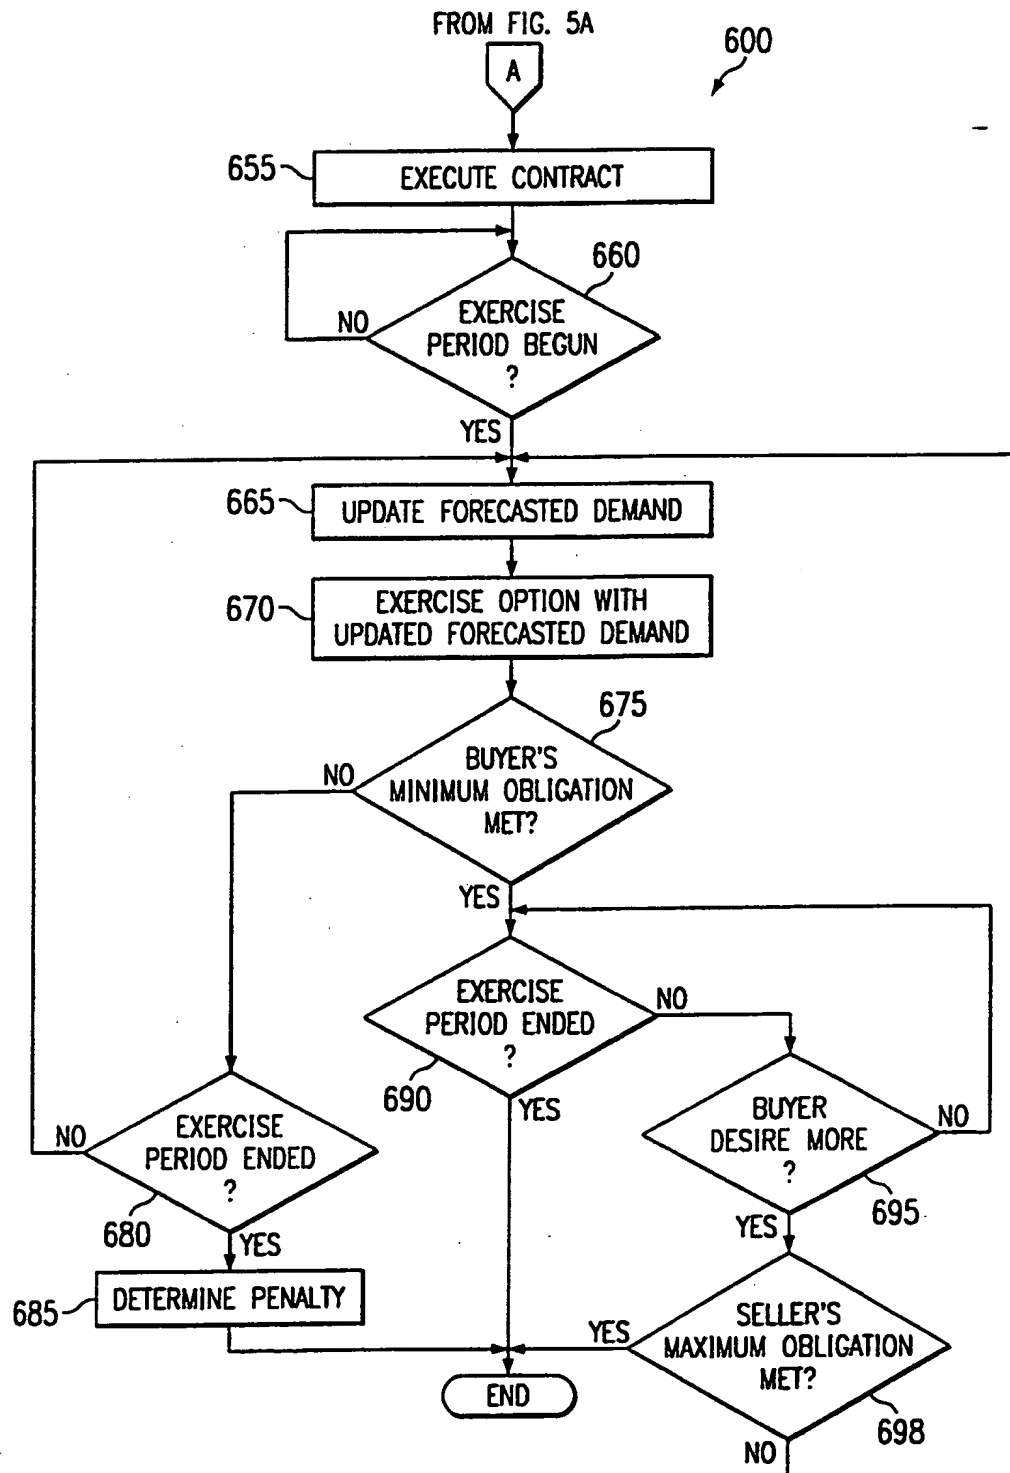 FROM FIG. 5A
600
A
655
EXECUTE CONTRACT
660
EXERCISE
PERIOD BEGUN
?
NO
YES
665
UPDATE FORECASTED DEMAND
670
EXERCISE OPTION WITH
UPDATED FORECASTED DEMAND
675
BUYER'S
MINIMUM OBLIGATION
MET?
NO
YES
EXERCISE
PERIOD ENDED
?
NO
690
YES
BUYER
DESIRE MORE
?
NO
695
YES
EXERCISE
PERIOD ENDED
?
NO
680
YES
685
DETERMINE PENALTY
SELLER'S
MAXIMUM OBLIGATION
MET?
YES
698
NO
END